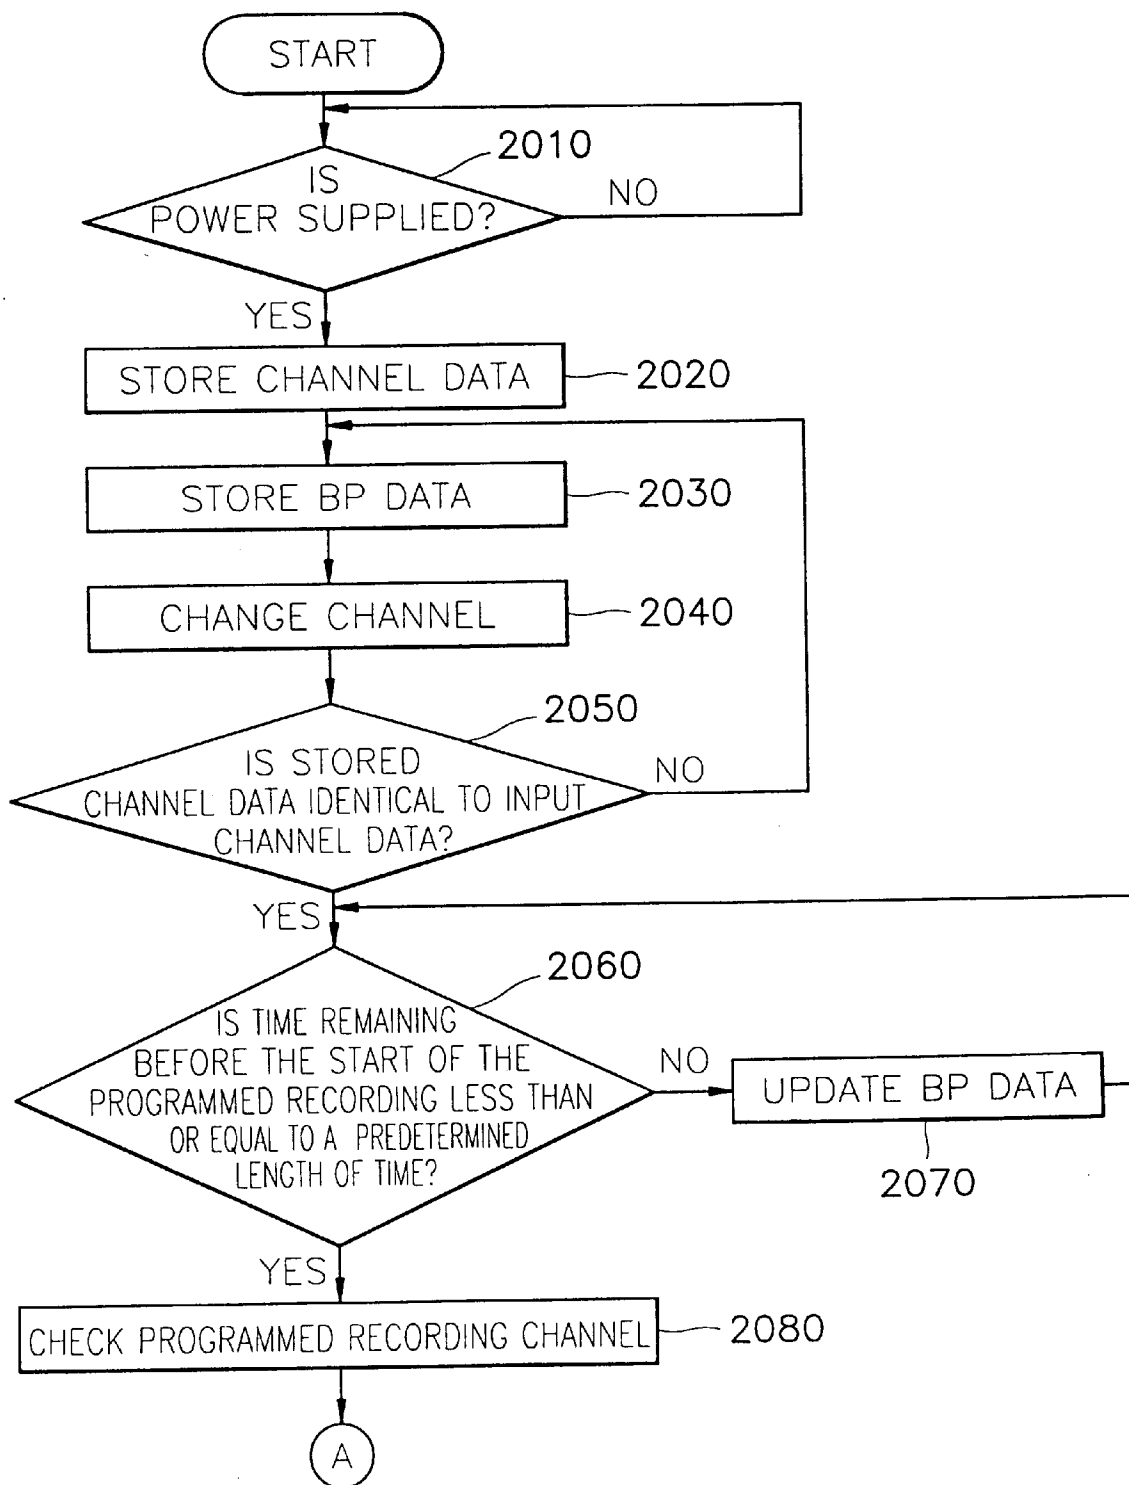 START
2010
IS
POWER SUPPLIED?
NO
YES
STORE CHANNEL DATA
2020
STORE BP DATA
2030
CHANGE CHANNEL
2040
2050
IS STORED
CHANNEL DATA IDENTICAL TO INPUT
CHANNEL DATA?
NO
YES
2060
IS TIME REMAINING
BEFORE THE START OF THE
PROGRAMMED RECORDING LESS THAN
OR EQUAL TO A PREDETERMINED
LENGTH OF TIME?
NO
UPDATE BP DATA
2070
YES
CHECK PROGRAMMED RECORDING CHANNEL
2080
A